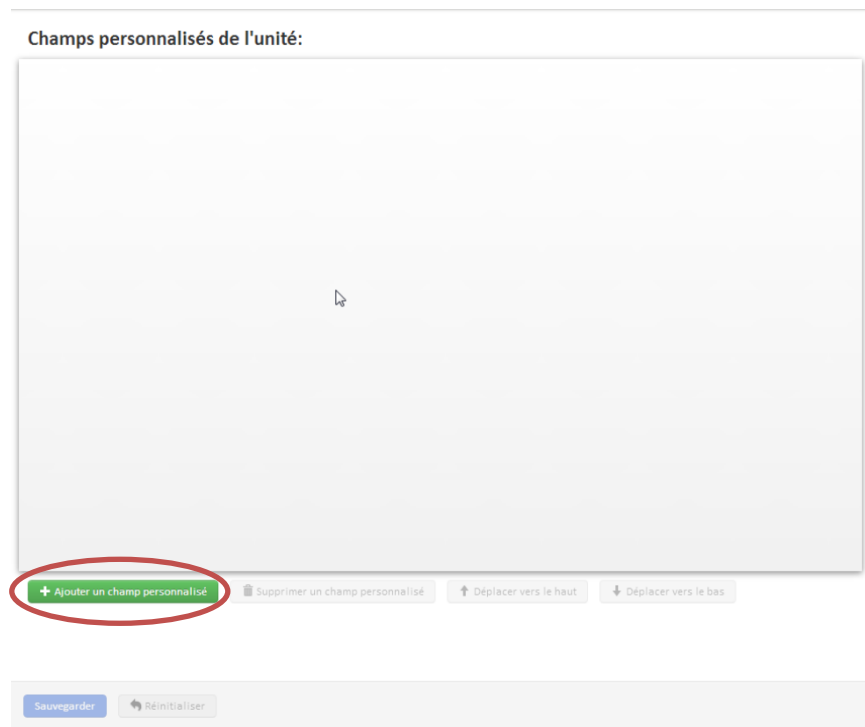 Champs personnalisés de l'unité:
Ajouter un champ personnalisé Supprimer un champ personnalisé Déplacer vers le haut Déplacer vers le bas
Sauvegarder Réinitialiser